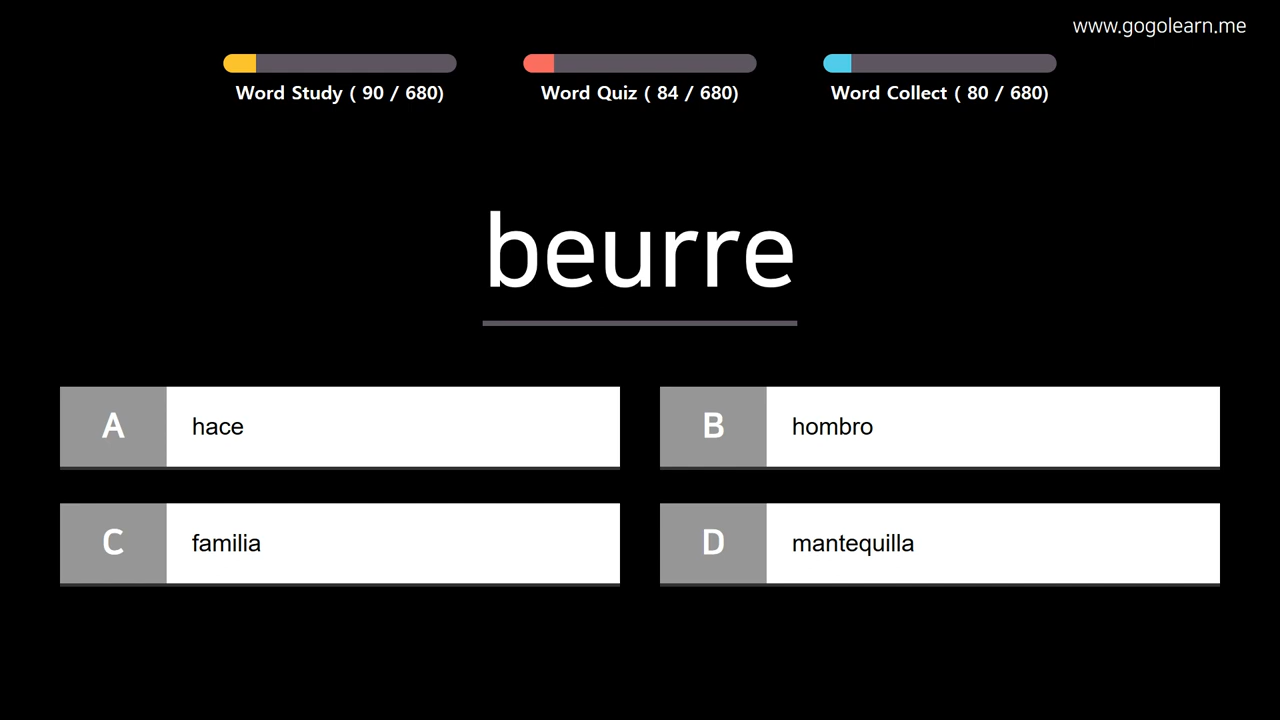 www.gogolearn.me
Word Study ( 90 / 680)
Word Quiz ( 84 / 680)
Word Collect ( 80 / 680)
beurre
A hace
B hombro
C familia
D mantequilla